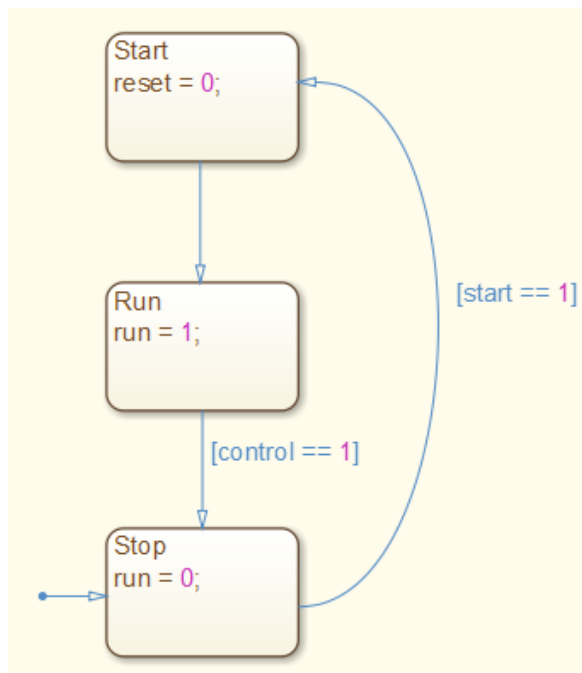 Start
reset = 0;
[start == 1]
Run
run = 1;
[control == 1]
Stop
run = 0;